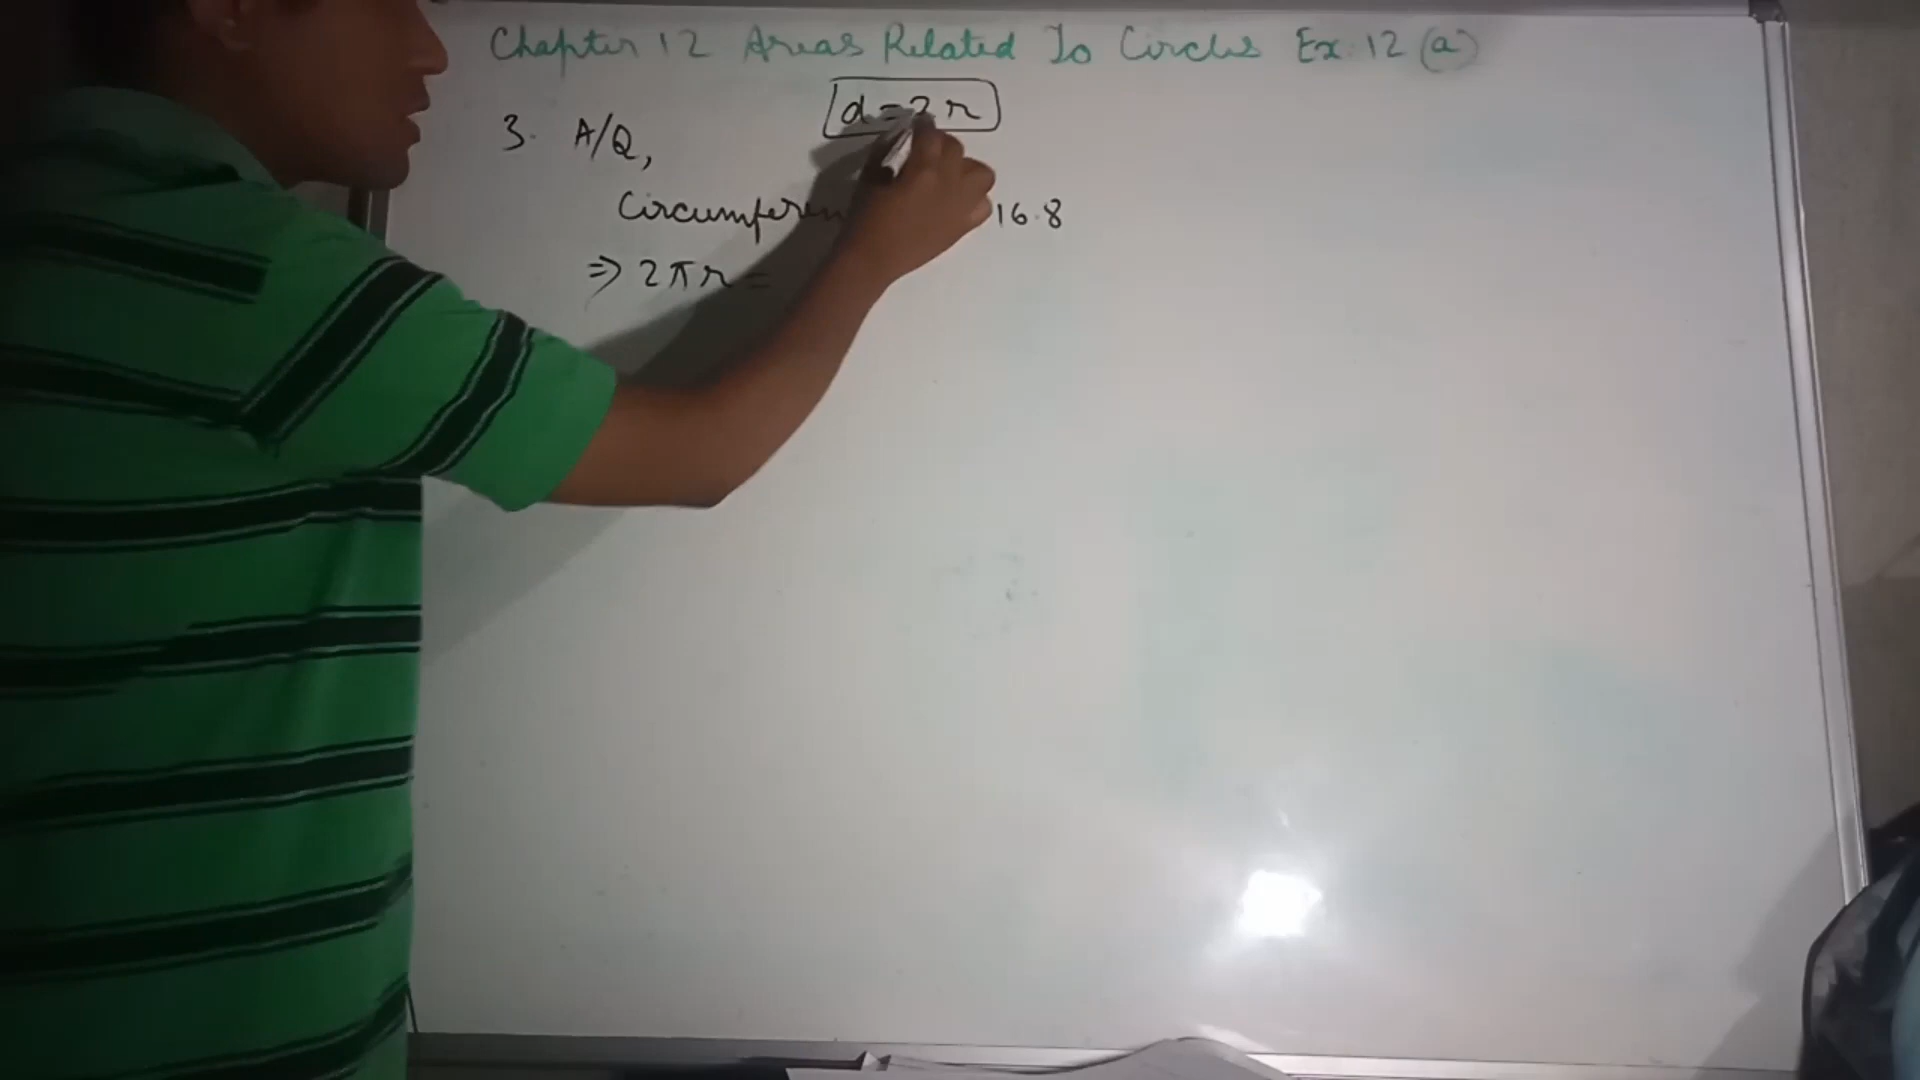 Chapter 12 Areas Related To Circles Ex 12 (a)
d = 2r
3. A/Q,
Circumferen 16.8
⇒ 2πr =